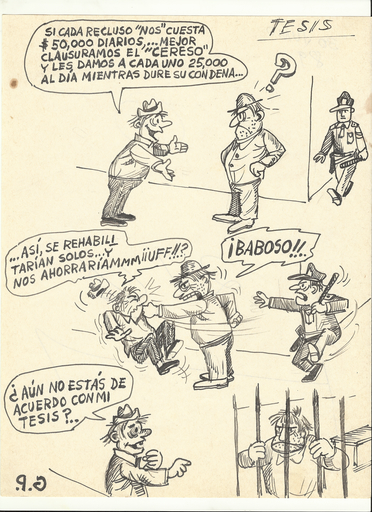 TESIS
SI CADA RECLUSO "NOS" CUESTA
$50,000 DIARIOS,... MEJOR
CLAUSURAMOS EL "CERESO"
Y LES DAMOS A CADA UNO 25,000
AL DÍA MIENTRAS DURE SU CONDENA...
?
...ASÍ, SE REHABILI
TARÍAN SOLOS...Y
NOS AHORRARÍAMMM¡¡UFF!!?
¡BABOSO!!..
¿AÚN NO ESTÁS DE
ACUERDO CON MI
TESIS?..
G.P.